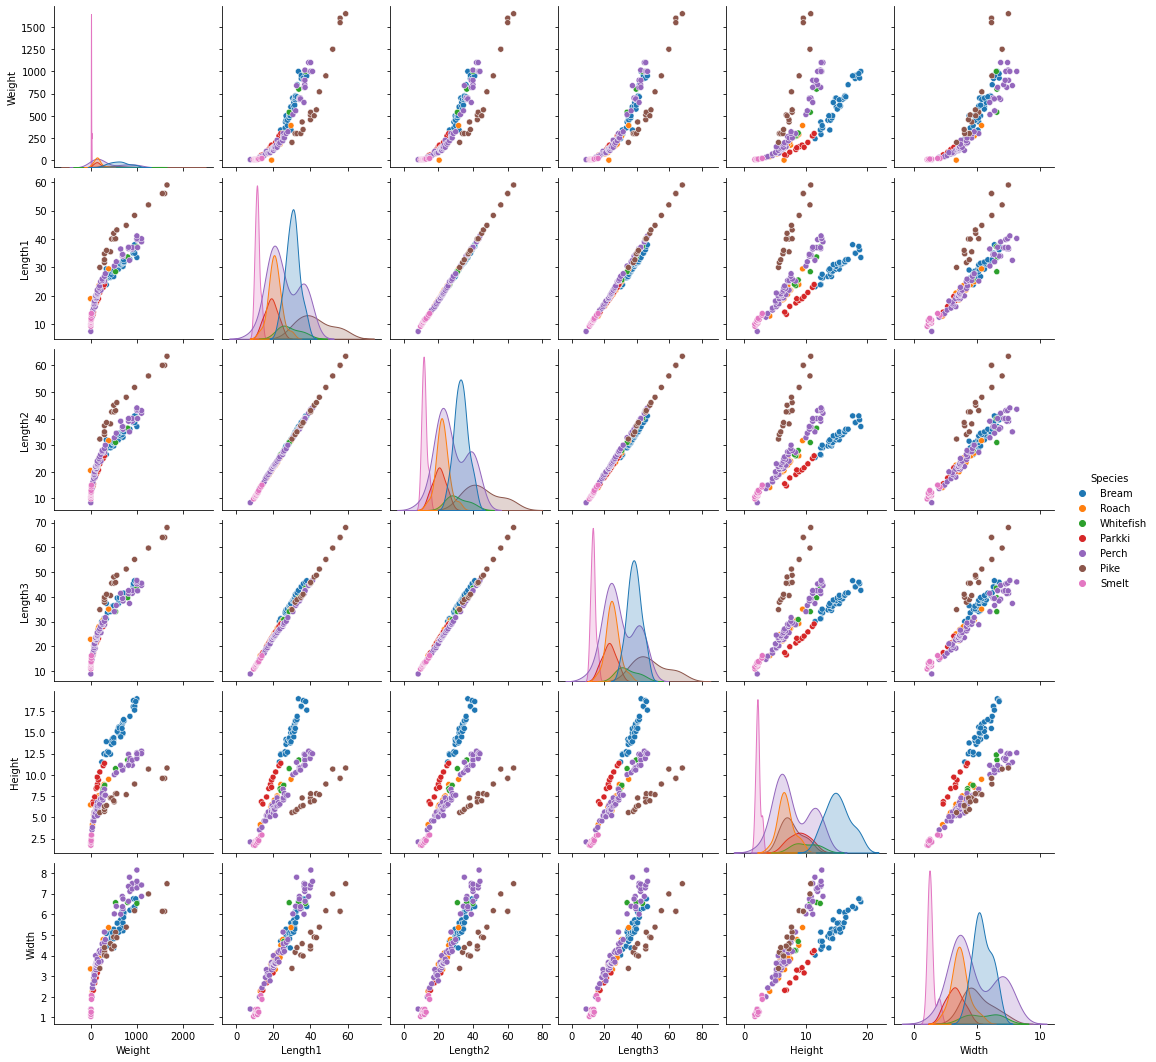 1500
1250
1000
750
500
250
0
Weight
60
50
40
30
20
10
Length1
60
50
40
30
20
10
Length2
Species
Bream
Roach
Whitefish
Parkki
Perch
Pike
Smelt
70
60
50
40
30
20
10
Length3
17.5
15.0
12.5
10.0
7.5
5.0
2.5
Height
8
7
6
5
4
3
2
1
Width
0 1000 2000 0 20 40 60 0 20 40 60 80 0 20 40 60 80 0 10 20 0 5 10
Weight Length1 Length2 Length3 Height Width